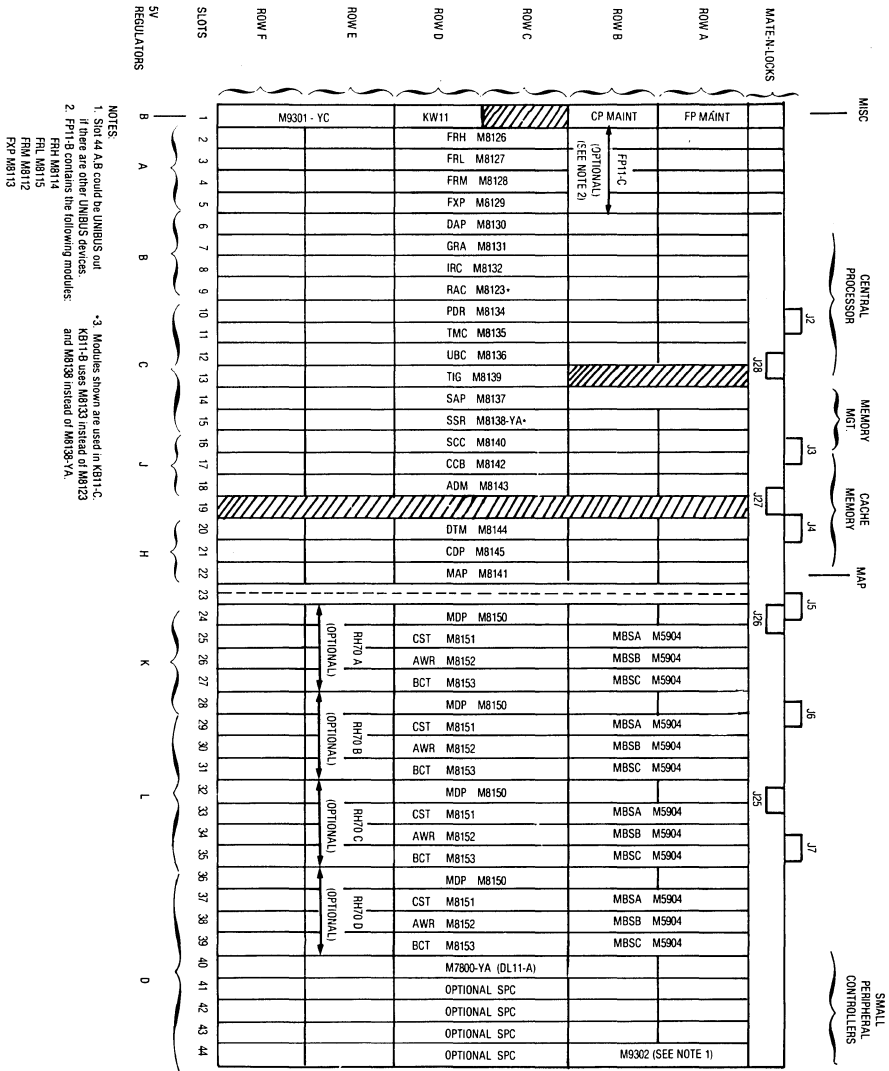 MISC
CENTRAL
PROCESSOR
MEMORY
MGT.
CACHE
MEMORY
MAP
SMALL
PERIPHERAL
CONTROLLERS
J2
J3
J4
J5
J6
J7
MATE-N-LOCKS
J28
J27
J26
J25
ROW A
ROW B
ROW C
ROW D
ROW E
ROW F
SLOTS
5V
REGULATORS
1 M9301 - YC KW11 CP MAINT FP MAINT
2 FRH M8126
3 FRL M8127
4 FRM M8128
5 FXP M8129
FP11-C
(OPTIONAL)
(SEE NOTE 2)
6 DAP M8130
7 GRA M8131
8 IRC M8132
9 RAC M8123*
10 PDR M8134
11 TMC M8135
12 UBC M8136
13 TIG M8139
14 SAP M8137
15 SSR M8138-YA*
16 SCC M8140
17 CCB M8142
18 ADM M8143
19
20 DTM M8144
21 CDP M8145
22 MAP M8141
23
24 MDP M8150
25 CST M8151 MBSA M5904
26 AWR M8152 MBSB M5904
27 BCT M8153 MBSC M5904
RH70 A
(OPTIONAL)
28 MDP M8150
29 CST M8151 MBSA M5904
30 AWR M8152 MBSB M5904
31 BCT M8153 MBSC M5904
RH70 B
(OPTIONAL)
32 MDP M8150
33 CST M8151 MBSA M5904
34 AWR M8152 MBSB M5904
35 BCT M8153 MBSC M5904
RH70 C
(OPTIONAL)
36 MDP M8150
37 CST M8151 MBSA M5904
38 AWR M8152 MBSB M5904
39 BCT M8153 MBSC M5904
RH70 D
(OPTIONAL)
40 M7800-YA (DL11-A)
41 OPTIONAL SPC
42 OPTIONAL SPC
43 OPTIONAL SPC
44 OPTIONAL SPC M9302 (SEE NOTE 1)
B
A
B
C
J
H
K
L
D
NOTES:
1. Slot 44 A,B could be UNIBUS out
if there are other UNIBUS devices.
2. FP11-B contains the following modules:
FRH M8114
FRL M8115
FRM M8112
FXP M8113
*3. Modules shown are used in KB11-C.
KB11-B uses M8133 instead of M8123
and M8138 instead of M8138-YA.